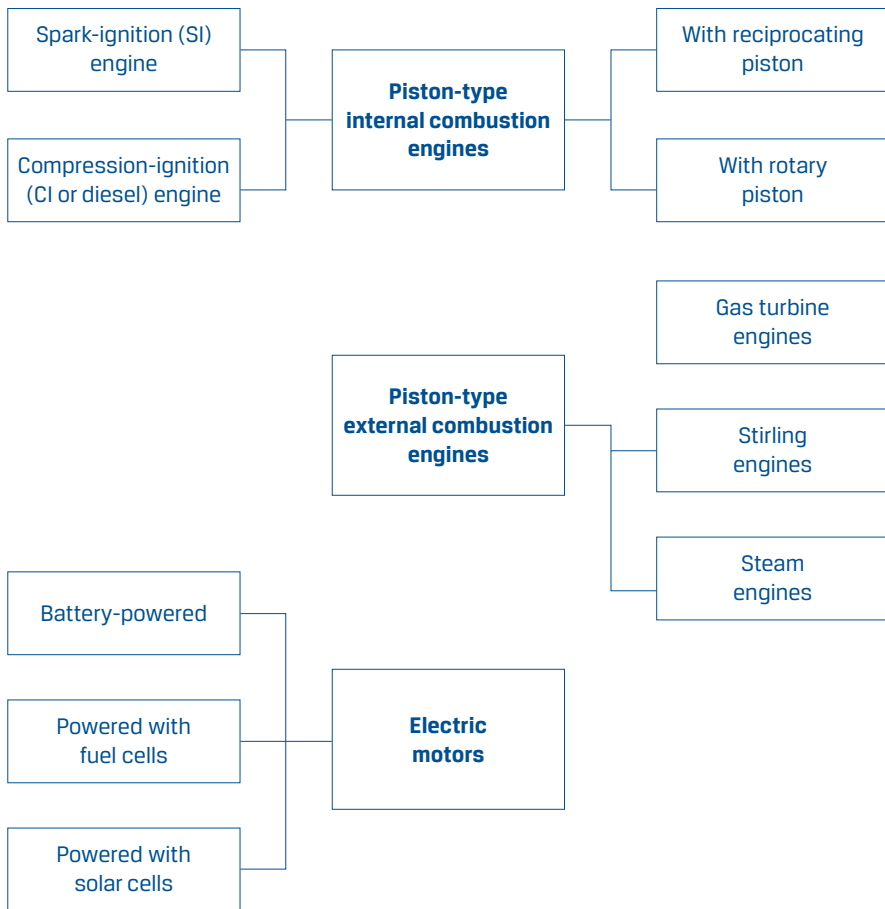 Spark-ignition (SI)
engine
Compression-ignition
(CI or diesel) engine
Piston-type
internal combustion
engines
With reciprocating
piston
With rotary
piston
Gas turbine
engines
Piston-type
external combustion
engines
Stirling
engines
Steam
engines
Battery-powered
Powered with
fuel cells
Powered with
solar cells
Electric
motors